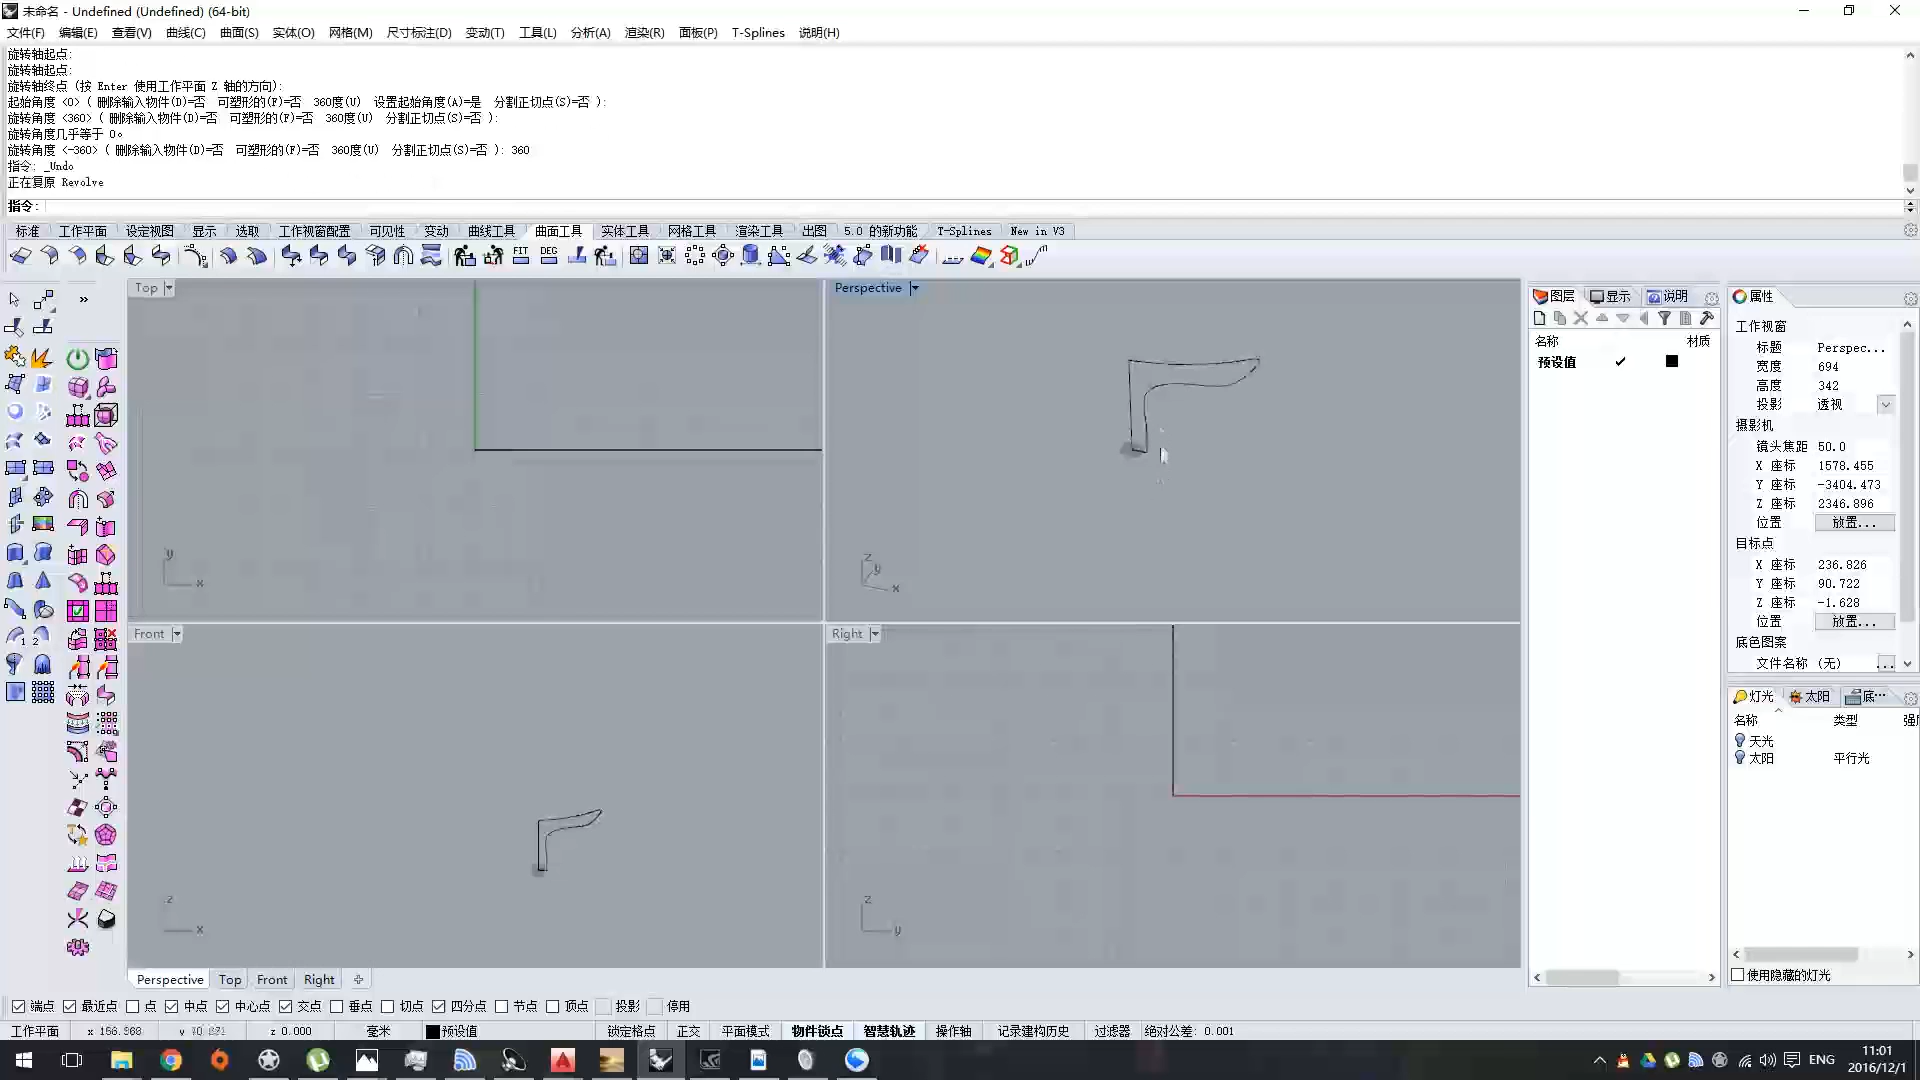 未命名 - Undefined (Undefined) (64-bit)
文件(F) 编辑(E) 查看(V) 曲线(C) 曲面(S) 实体(O) 网格(M) 尺寸标注(D) 变动(T) 工具(L) 分析(A) 渲染(R) 面板(P) T-Splines 说明(H)
旋转轴起点:
旋转轴起点:
旋转轴终点 (按 Enter 使用工作平面 Z 轴的方向):
起始角度 <0> ( 删除输入物件(D)=否 可塑形的(F)=否 360度(U) 设置起始角度(A)=是 分割正切点(S)=否 ):
旋转角度 <360> ( 删除输入物件(D)=否 可塑形的(F)=否 360度(U) 分割正切点(S)=否 ):
旋转角度几乎等于 0。
旋转角度 <-360> ( 删除输入物件(D)=否 可塑形的(F)=否 360度(U) 分割正切点(S)=否 ): 360
指令: _Undo
正在复原 Revolve
指令:
标准 工作平面 设定视图 显示 选取 工作视窗配置 可见性 变动 曲线工具 曲面工具 实体工具 网格工具 渲染工具 出图 5.0 的新功能 T-Splines New in V3
FIT DEG
Top
Perspective
y x
z y x
Front
Right
z x
z y
1 2
Perspective Top Front Right
图层 显示 说明
名称 材质
预设值
属性
工作视窗
标题 Perspec...
宽度 694
高度 342
投影 透视
摄影机
镜头焦距 50.0
X 座标 1578.455
Y 座标 -3404.473
Z 座标 2346.896
位置 放置...
目标点
X 座标 236.826
Y 座标 90.722
Z 座标 -1.628
位置 放置...
底色图案
文件名称 (无) ...
灯光 太阳 底…
名称 类型 强
天光
太阳 平行光
使用隐藏的灯光
端点 最近点 点 中点 中心点 交点 垂点 切点 四分点 节点 顶点 投影 停用
工作平面 x 156.968 z 0.000 毫米 预设值 锁定格点 正交 平面模式 物件锁点 智慧轨迹 操作轴 记录建构历史 过滤器 绝对公差: 0.001
ENG
11:01
2016/12/1